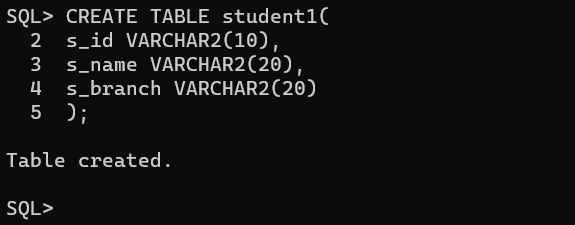 SQL> CREATE TABLE student1(
  2  s_id VARCHAR2(10),
  3  s_name VARCHAR2(20),
  4  s_branch VARCHAR2(20)
  5  );
Table created.
SQL>